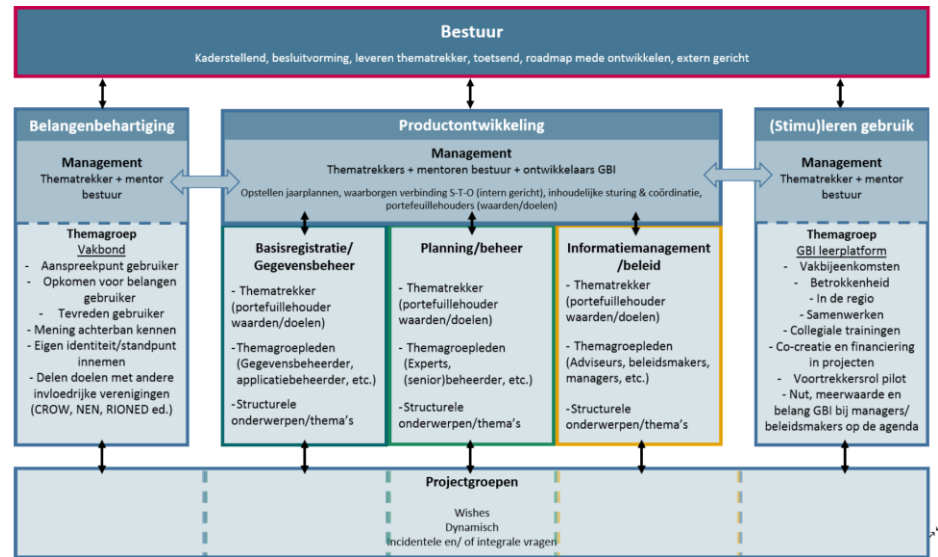 Bestuur
Kaderstellend, besluitvorming, leveren thematrekker, toetsend, roadmap mede ontwikkelen, extern gericht
Belangenbehartiging
Management
Thematrekker + mentor
bestuur
Themagroep
Vakbond
- Aanspreekpunt gebruiker
- Opkomen voor belangen
gebruiker
- Tevreden gebruiker
- Mening achterban kennen
- Eigen identiteit/standpunt
innemen
- Delen doelen met andere
invloedrijke verenigingen
(CROW, NEN, RIONED ed.)
Productontwikkeling
Management
Thematrekkers + mentoren bestuur + ontwikkelaars GBI
Opstellen jaarplannen, waarborgen verbinding S-T-O (intern gericht), inhoudelijke sturing & coördinatie,
portefeuillehouders (waarden/doelen)
Basisregistratie/
Gegevensbeheer
- Thematrekker
(portefuillehouder
waarden/doelen)
-Themagroepleden
(Gegevensbeheerder,
applicatiebeheerder, etc.)
-Structurele
onderwerpen/thema's
Planning/beheer
- Thematrekker
(portefuillehouder
waarden/doelen)
-Themagroepleden
(Experts,
(senior)beheerder, etc.)
-Structurele
onderwerpen/thema's
Informatiemanagement
/beleid
- Thematrekker
(portefuillehouder
waarden/doelen)
-Themagroepleden
(Adviseurs, beleidsmakers,
managers, etc.)
-Structurele
onderwerpen/thema's
(Stimu)leren gebruik
Management
Thematrekker + mentor
bestuur
Themagroep
GBI leerplatform
- Vakbijeenkomsten
- Betrokkenheid
- In de regio
- Samenwerken
- Collegiale trainingen
- Co-creatie en financiering
in projecten
- Voortrekkersrol pilot
- Nut, meerwaarde en
belang GBI bij managers/
beleidsmakers op de agenda
Projectgroepen
Wishes
Dynamisch
Incidentele en/ of integrale vragen